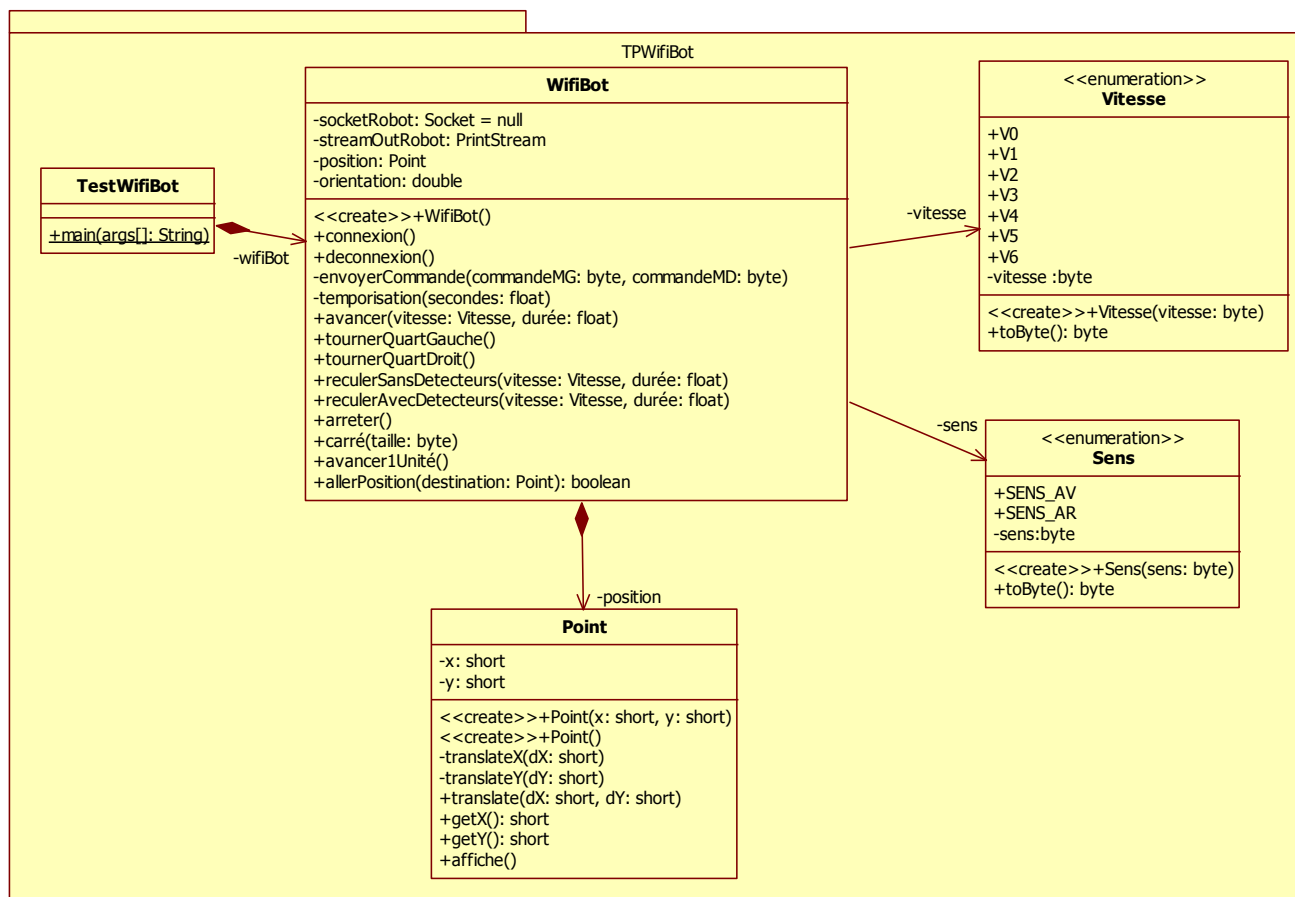 TPWifiBot
WifiBot
-socketRobot: Socket = null
-streamOutRobot: PrintStream
-position: Point
-orientation: double
<<create>>+WifiBot()
+connexion()
+deconnexion()
-envoyerCommande(commandeMG: byte, commandeMD: byte)
-temporisation(secondes: float)
+avancer(vitesse: Vitesse, durée: float)
+tournerQuartGauche()
+tournerQuartDroit()
+reculerSansDetecteurs(vitesse: Vitesse, durée: float)
+reculerAvecDetecteurs(vitesse: Vitesse, durée: float)
+arreter()
+carré(taille: byte)
+avancer1Unité()
+allerPosition(destination: Point): boolean
TestWifiBot
+main(args[]: String)
-wifiBot
-vitesse
<<enumeration>>
Vitesse
+V0
+V1
+V2
+V3
+V4
+V5
+V6
-vitesse :byte
<<create>>+Vitesse(vitesse: byte)
+toByte(): byte
-sens
<<enumeration>>
Sens
+SENS_AV
+SENS_AR
-sens:byte
<<create>>+Sens(sens: byte)
+toByte(): byte
-position
Point
-x: short
-y: short
<<create>>+Point(x: short, y: short)
<<create>>+Point()
-translateX(dX: short)
-translateY(dY: short)
+translate(dX: short, dY: short)
+getX(): short
+getY(): short
+affiche()